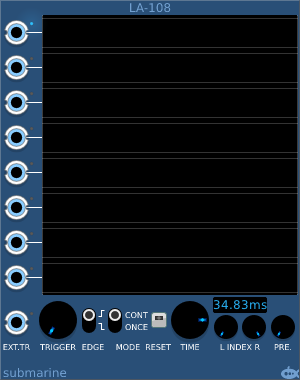 LA-108
34.83ms
CONT
ONCE
EXT.TR TRIGGER EDGE MODE RESET TIME L INDEX R PRE.
submarine